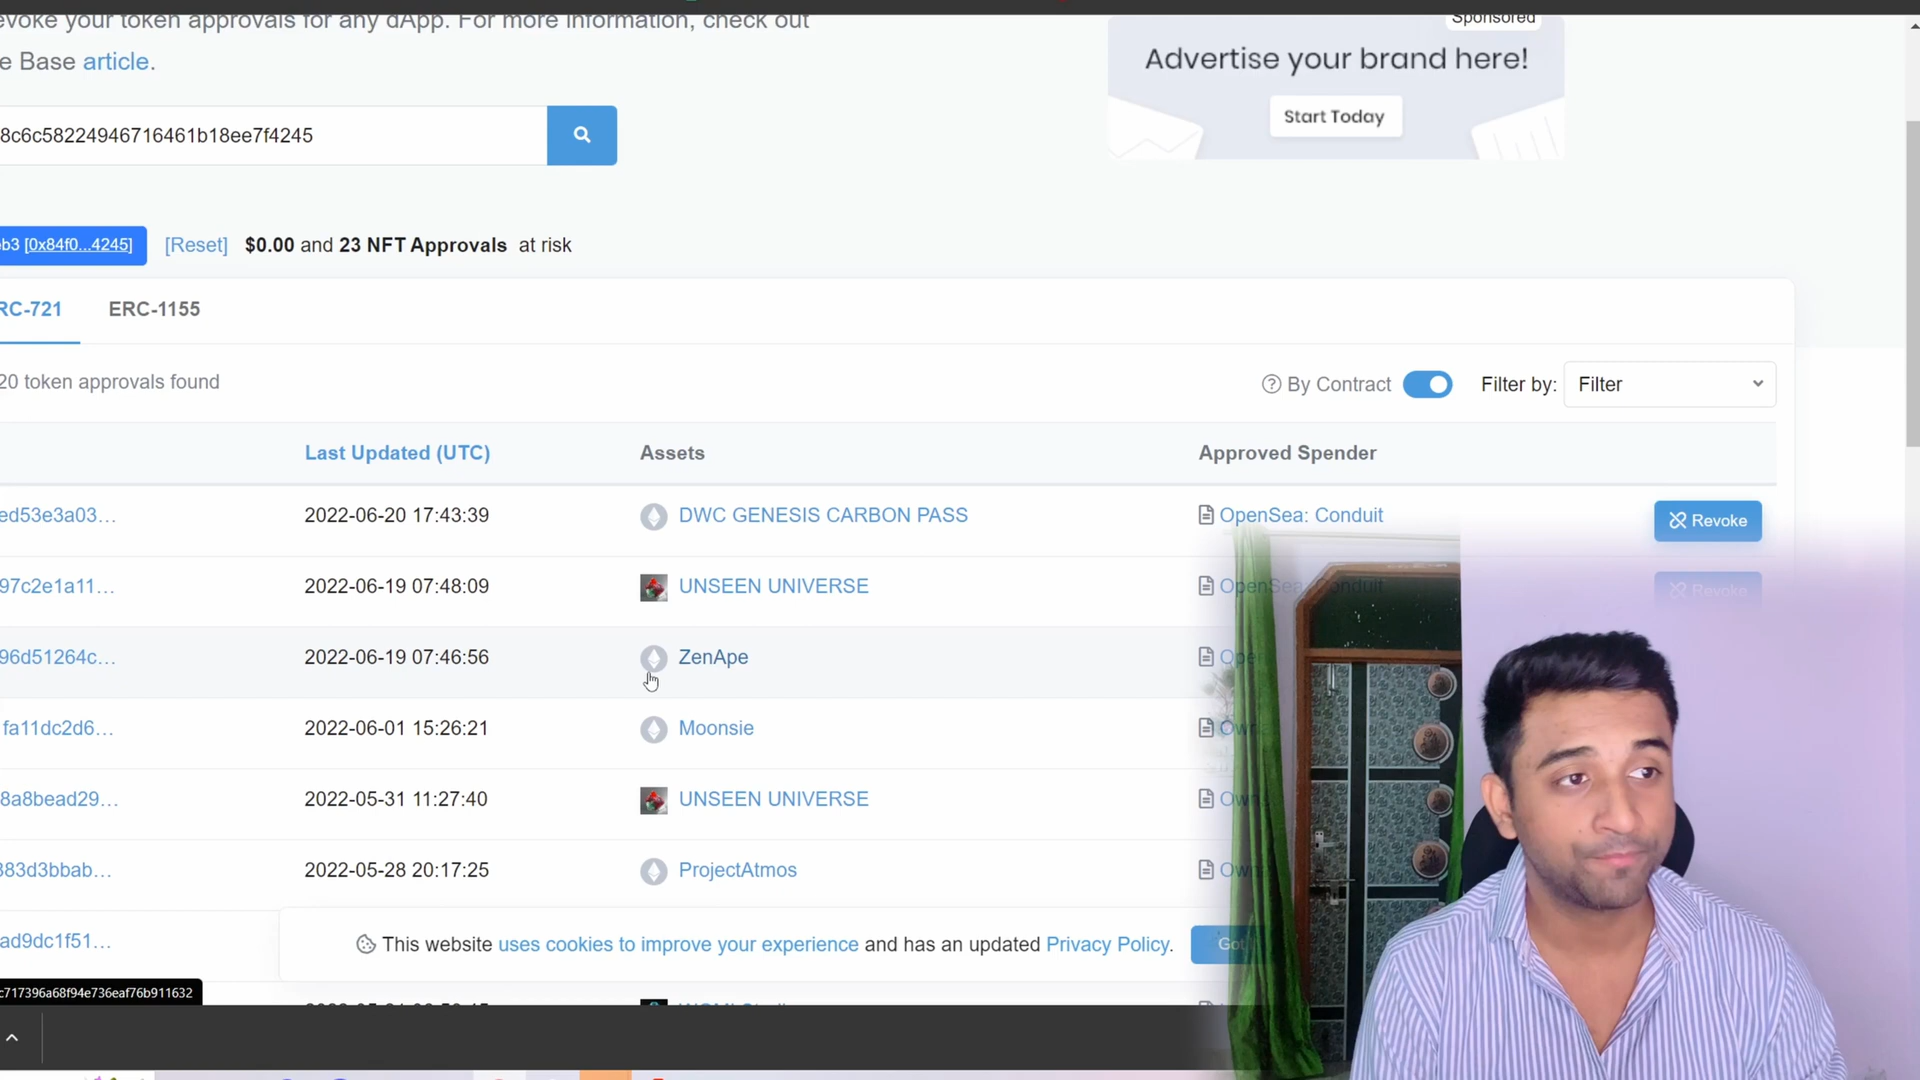 evoke your token approvals for any dApp. For more information, check out
e Base article.
Sponsored
Advertise your brand here!
Start Today
8c6c58224946716461b18ee7f4245
eb3 [0x84f0...4245] [Reset] $0.00 and 23 NFT Approvals at risk
RC-721 ERC-1155
20 token approvals found
By Contract Filter by: Filter
Last Updated (UTC) Assets Approved Spender
ed53e3a03... 2022-06-20 17:43:39 DWC GENESIS CARBON PASS OpenSea: Conduit Revoke
97c2e1a11... 2022-06-19 07:48:09 UNSEEN UNIVERSE OpenSea: Conduit Revoke
96d51264c... 2022-06-19 07:46:56 ZenApe Ope
fa11dc2d6... 2022-06-01 15:26:21 Moonsie
8a8bead29... 2022-05-31 11:27:40 UNSEEN UNIVERSE
383d3bbab... 2022-05-28 20:17:25 ProjectAtmos
ad9dc1f51...
This website uses cookies to improve your experience and has an updated Privacy Policy. Got
c717396a68f94e736eaf76b911632